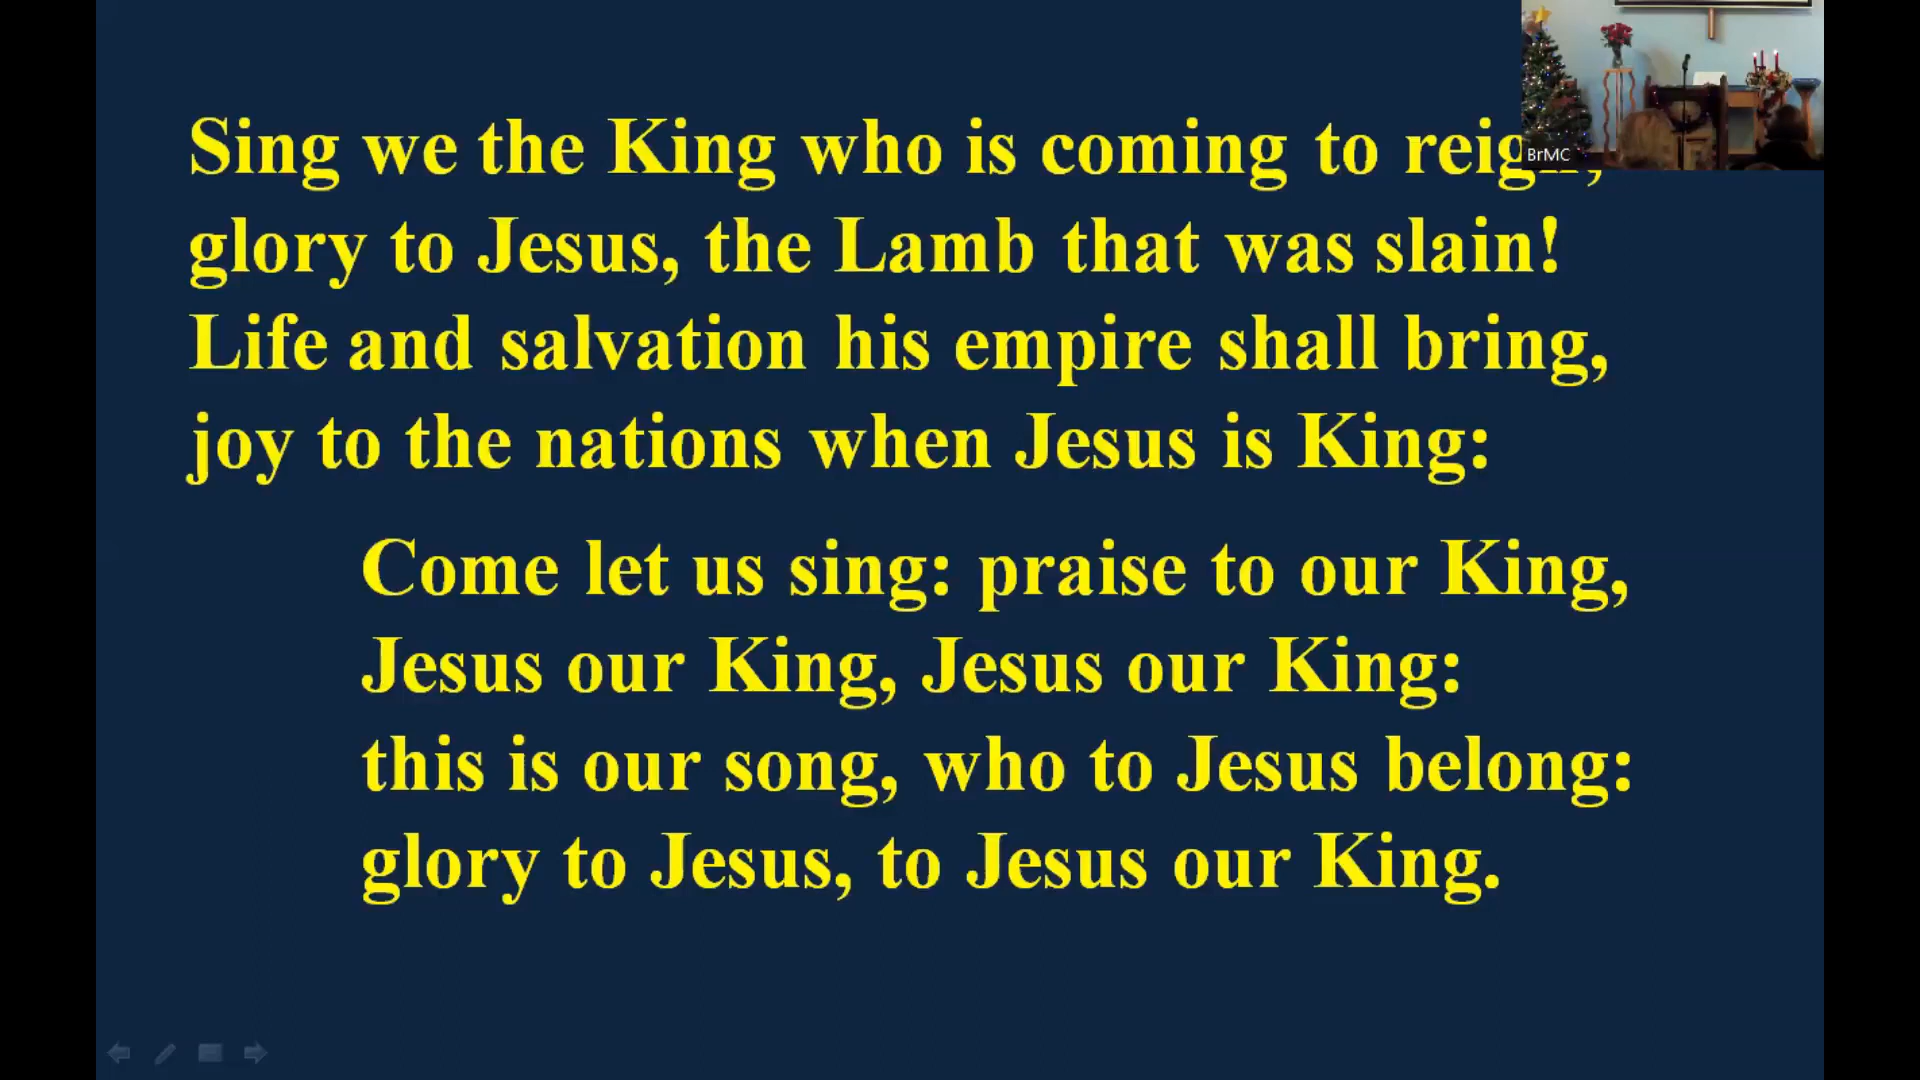 Sing we the King who is coming to reign,
glory to Jesus, the Lamb that was slain!
Life and salvation his empire shall bring,
joy to the nations when Jesus is King:
Come let us sing: praise to our King,
Jesus our King, Jesus our King:
this is our song, who to Jesus belong:
glory to Jesus, to Jesus our King.
BrMC